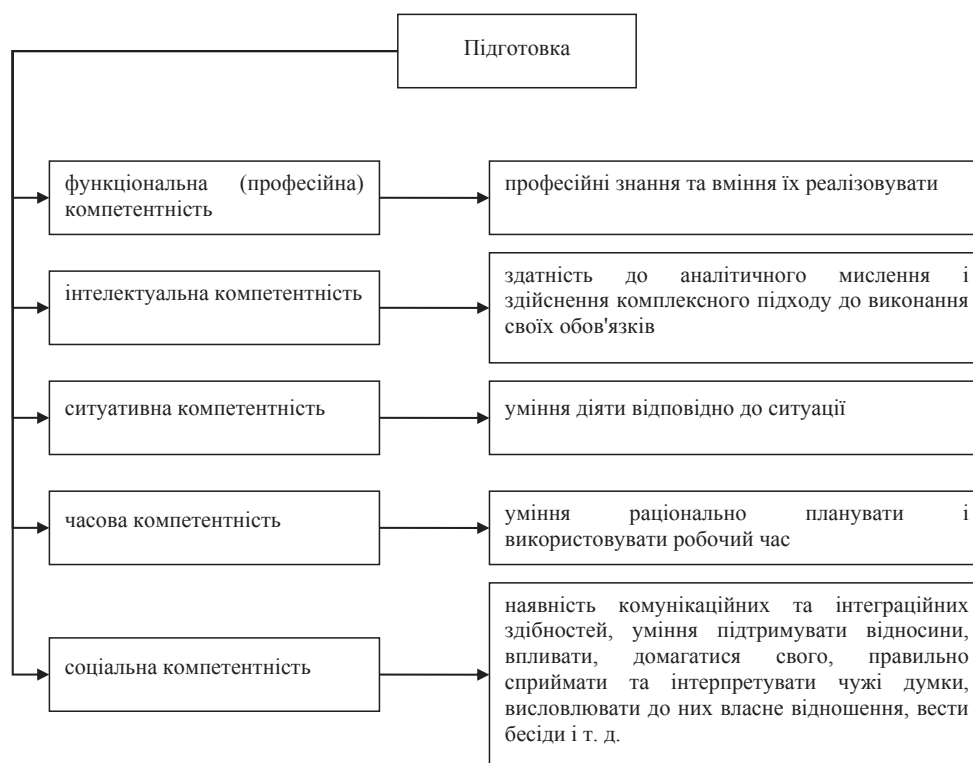 Підготовка
функціональна (професійна)
компетентність
професійні знання та вміння їх реалізовувати
інтелектуальна компетентність
здатність до аналітичного мислення і
здійснення комплексного підходу до виконання
своїх обов'язків
ситуативна компетентність
уміння діяти відповідно до ситуації
часова компетентність
уміння раціонально планувати і
використовувати робочий час
соціальна компетентність
наявність комунікаційних та інтеграційних
здібностей, уміння підтримувати відносини,
впливати, домагатися свого, правильно
сприймати та інтерпретувати чужі думки,
висловлювати до них власне відношення, вести
бесіди і т. д.